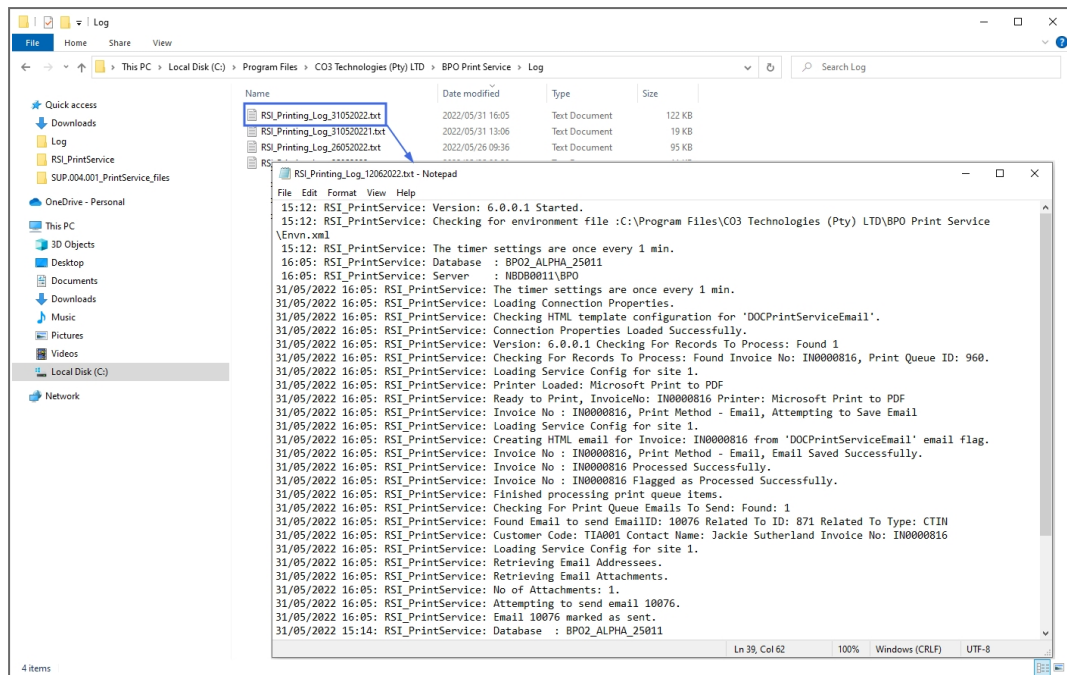 Log
File Home Share View
This PC > Local Disk (C:) > Program Files > CO3 Technologies (Pty) LTD > BPO Print Service > Log
Search Log
Name Date modified Type Size
Quick access
Downloads
Log
RSI_PrintService
SUP.004.001_PrintService_files
OneDrive - Personal
This PC
3D Objects
Desktop
Documents
Downloads
Music
Pictures
Videos
Local Disk (C:)
Network
RSI_Printing_Log_31052022.txt 2022/05/31 16:05 Text Document 122 KB
RSI_Printing_Log_310520221.txt 2022/05/31 13:06 Text Document 19 KB
RSI_Printing_Log_26052022.txt 2022/05/26 09:36 Text Document 95 KB
RSI_Printing_Log_12062022.txt - Notepad
File Edit Format View Help
15:12: RSI_PrintService: Version: 6.0.0.1 Started.
15:12: RSI_PrintService: Checking for environment file :C:\Program Files\CO3 Technologies (Pty) LTD\BPO Print Service
\Envn.xml
15:12: RSI_PrintService: The timer settings are once every 1 min.
16:05: RSI_PrintService: Database : BPO2_ALPHA_25011
16:05: RSI_PrintService: Server : NBDB0011\BPO
31/05/2022 16:05: RSI_PrintService: The timer settings are once every 1 min.
31/05/2022 16:05: RSI_PrintService: Loading Connection Properties.
31/05/2022 16:05: RSI_PrintService: Checking HTML template configuration for 'DOCPrintServiceEmail'.
31/05/2022 16:05: RSI_PrintService: Connection Properties Loaded Successfully.
31/05/2022 16:05: RSI_PrintService: Version: 6.0.0.1 Checking For Records To Process: Found 1
31/05/2022 16:05: RSI_PrintService: Checking For Records To Process: Found Invoice No: IN0000816, Print Queue ID: 960.
31/05/2022 16:05: RSI_PrintService: Loading Service Config for site 1.
31/05/2022 16:05: RSI_PrintService: Printer Loaded: Microsoft Print to PDF
31/05/2022 16:05: RSI_PrintService: Ready to Print, InvoiceNo: IN0000816 Printer: Microsoft Print to PDF
31/05/2022 16:05: RSI_PrintService: Invoice No : IN0000816, Print Method - Email, Attempting to Save Email
31/05/2022 16:05: RSI_PrintService: Loading Service Config for site 1.
31/05/2022 16:05: RSI_PrintService: Creating HTML email for Invoice: IN0000816 from 'DOCPrintServiceEmail' email flag.
31/05/2022 16:05: RSI_PrintService: Invoice No : IN0000816, Print Method - Email, Email Saved Successfully.
31/05/2022 16:05: RSI_PrintService: Invoice No : IN0000816 Processed Successfully.
31/05/2022 16:05: RSI_PrintService: Invoice No : IN0000816 Flagged as Processed Successfully.
31/05/2022 16:05: RSI_PrintService: Finished processing print queue items.
31/05/2022 16:05: RSI_PrintService: Checking For Print Queue Emails To Send: Found: 1
31/05/2022 16:05: RSI_PrintService: Found Email to send EmailID: 10076 Related To ID: 871 Related To Type: CTIN
31/05/2022 16:05: RSI_PrintService: Customer Code: TIA001 Contact Name: Jackie Sutherland Invoice No: IN0000816
31/05/2022 16:05: RSI_PrintService: Loading Service Config for site 1.
31/05/2022 16:05: RSI_PrintService: Retrieving Email Addressees.
31/05/2022 16:05: RSI_PrintService: Retrieving Email Attachments.
31/05/2022 16:05: RSI_PrintService: No of Attachments: 1.
31/05/2022 16:05: RSI_PrintService: Attempting to send email 10076.
31/05/2022 16:05: RSI_PrintService: Email 10076 marked as sent.
31/05/2022 15:14: RSI_PrintService: Database : BPO2_ALPHA_25011
Ln 39, Col 62 100% Windows (CRLF) UTF-8
4 items